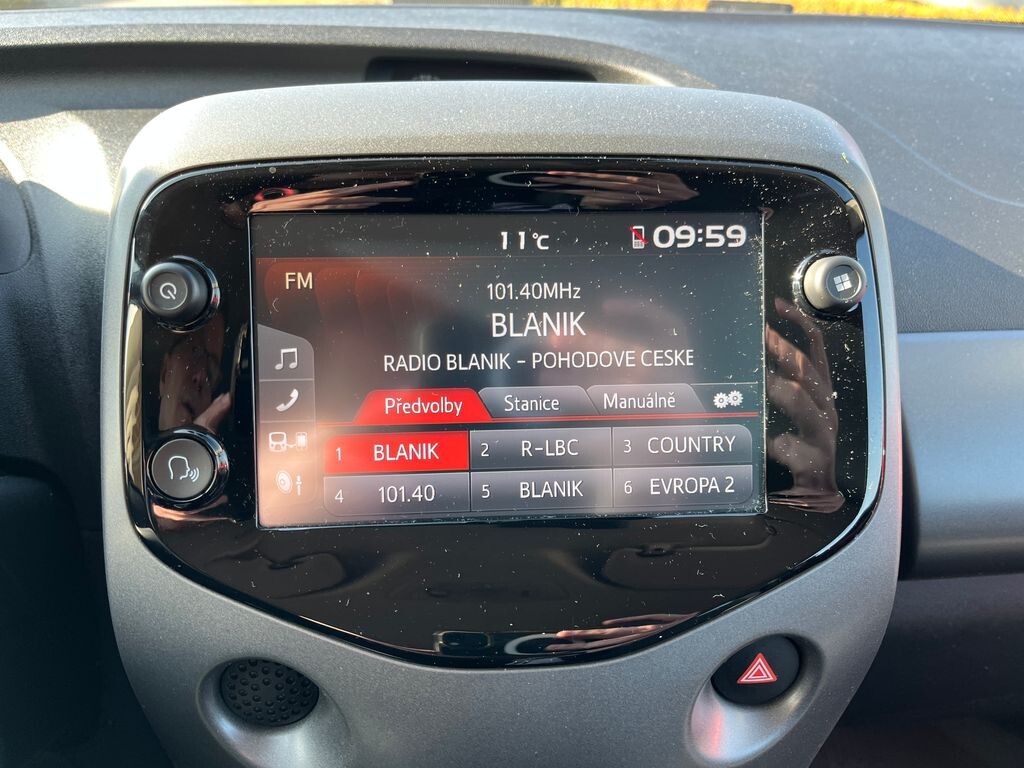 11°C 09:59
FM
101.40MHz
BLANIK
RADIO BLANIK - POHODOVE CESKE
Předvolby Stanice Manuálně
1 BLANIK 2 R-LBC 3 COUNTRY
4 101.40 5 BLANIK 6 EVROPA 2